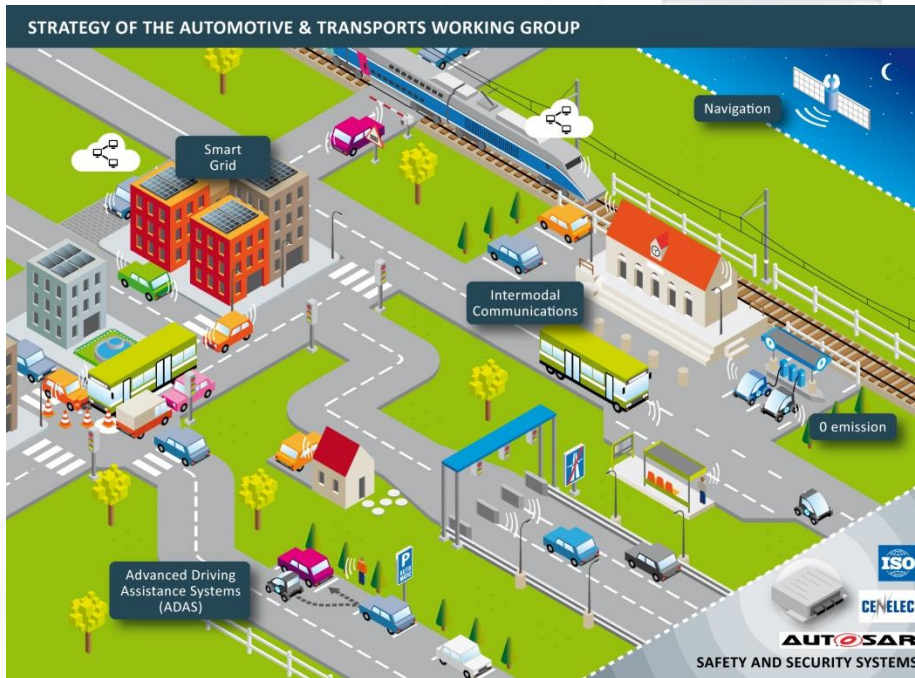 STRATEGY OF THE AUTOMOTIVE & TRANSPORTS WORKING GROUP
Navigation
Smart
Grid
Intermodal
Communications
0 emission
P
AUTO
Advanced Driving
Assistance Systems
(ADAS)
ISO
CENELEC
AUTOSAR
SAFETY AND SECURITY SYSTEMS